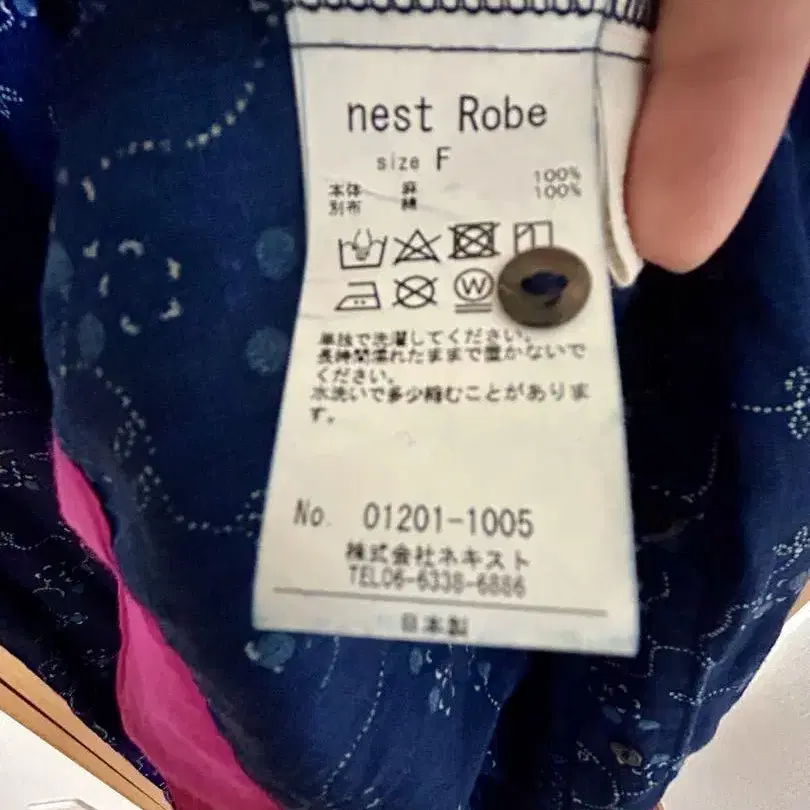 nest Robe
size F
本体 麻 100%
別布 綿 100%
単独で洗濯してください。
長時間濡れたままで置かないで
ください。
水洗いで多少縮むことがありま
す。
No. 01201-1005
株式会社ネキスト
TEL06-6338-6886
日本製